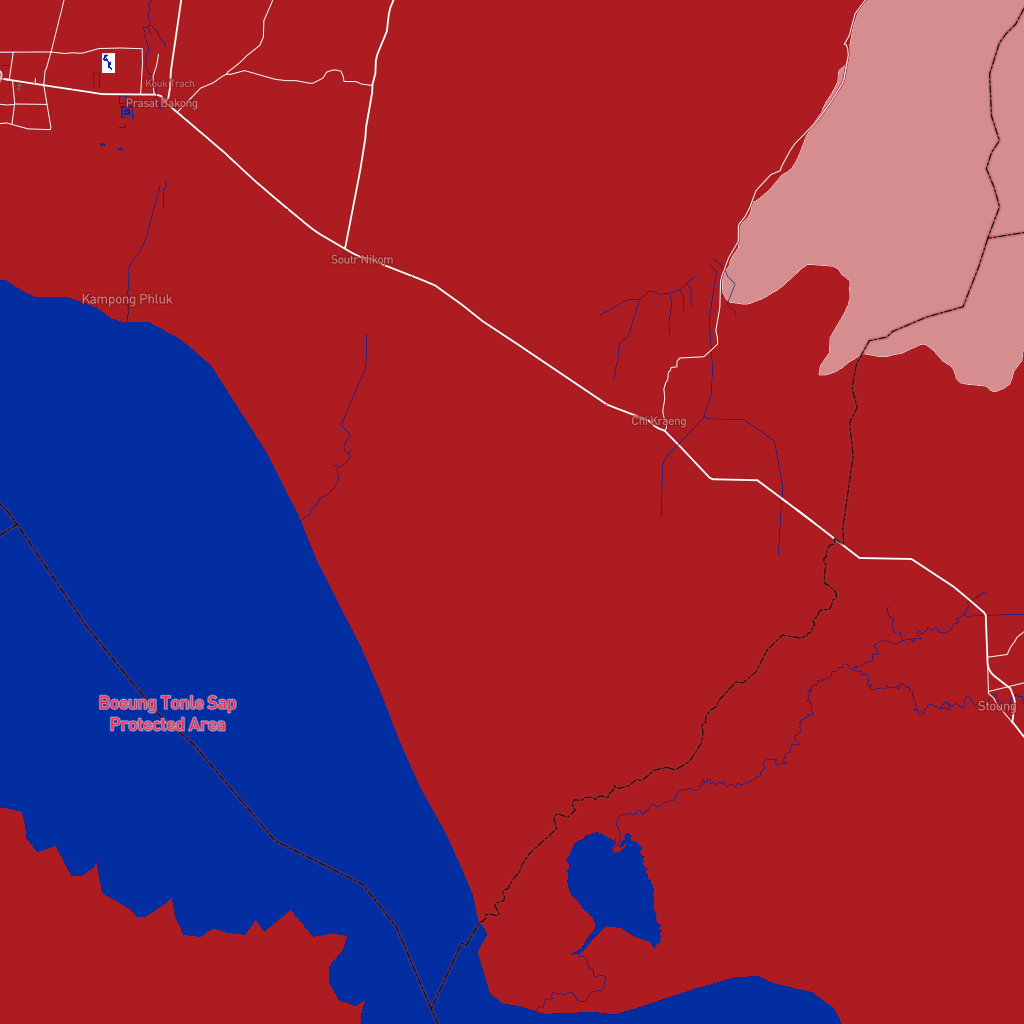 Kouk Trach
Prasat Bakong
Soutr Nikom
Kampong Phluk
Chi Kraeng
Boeung Tonle Sap
Protected Area
Stoung